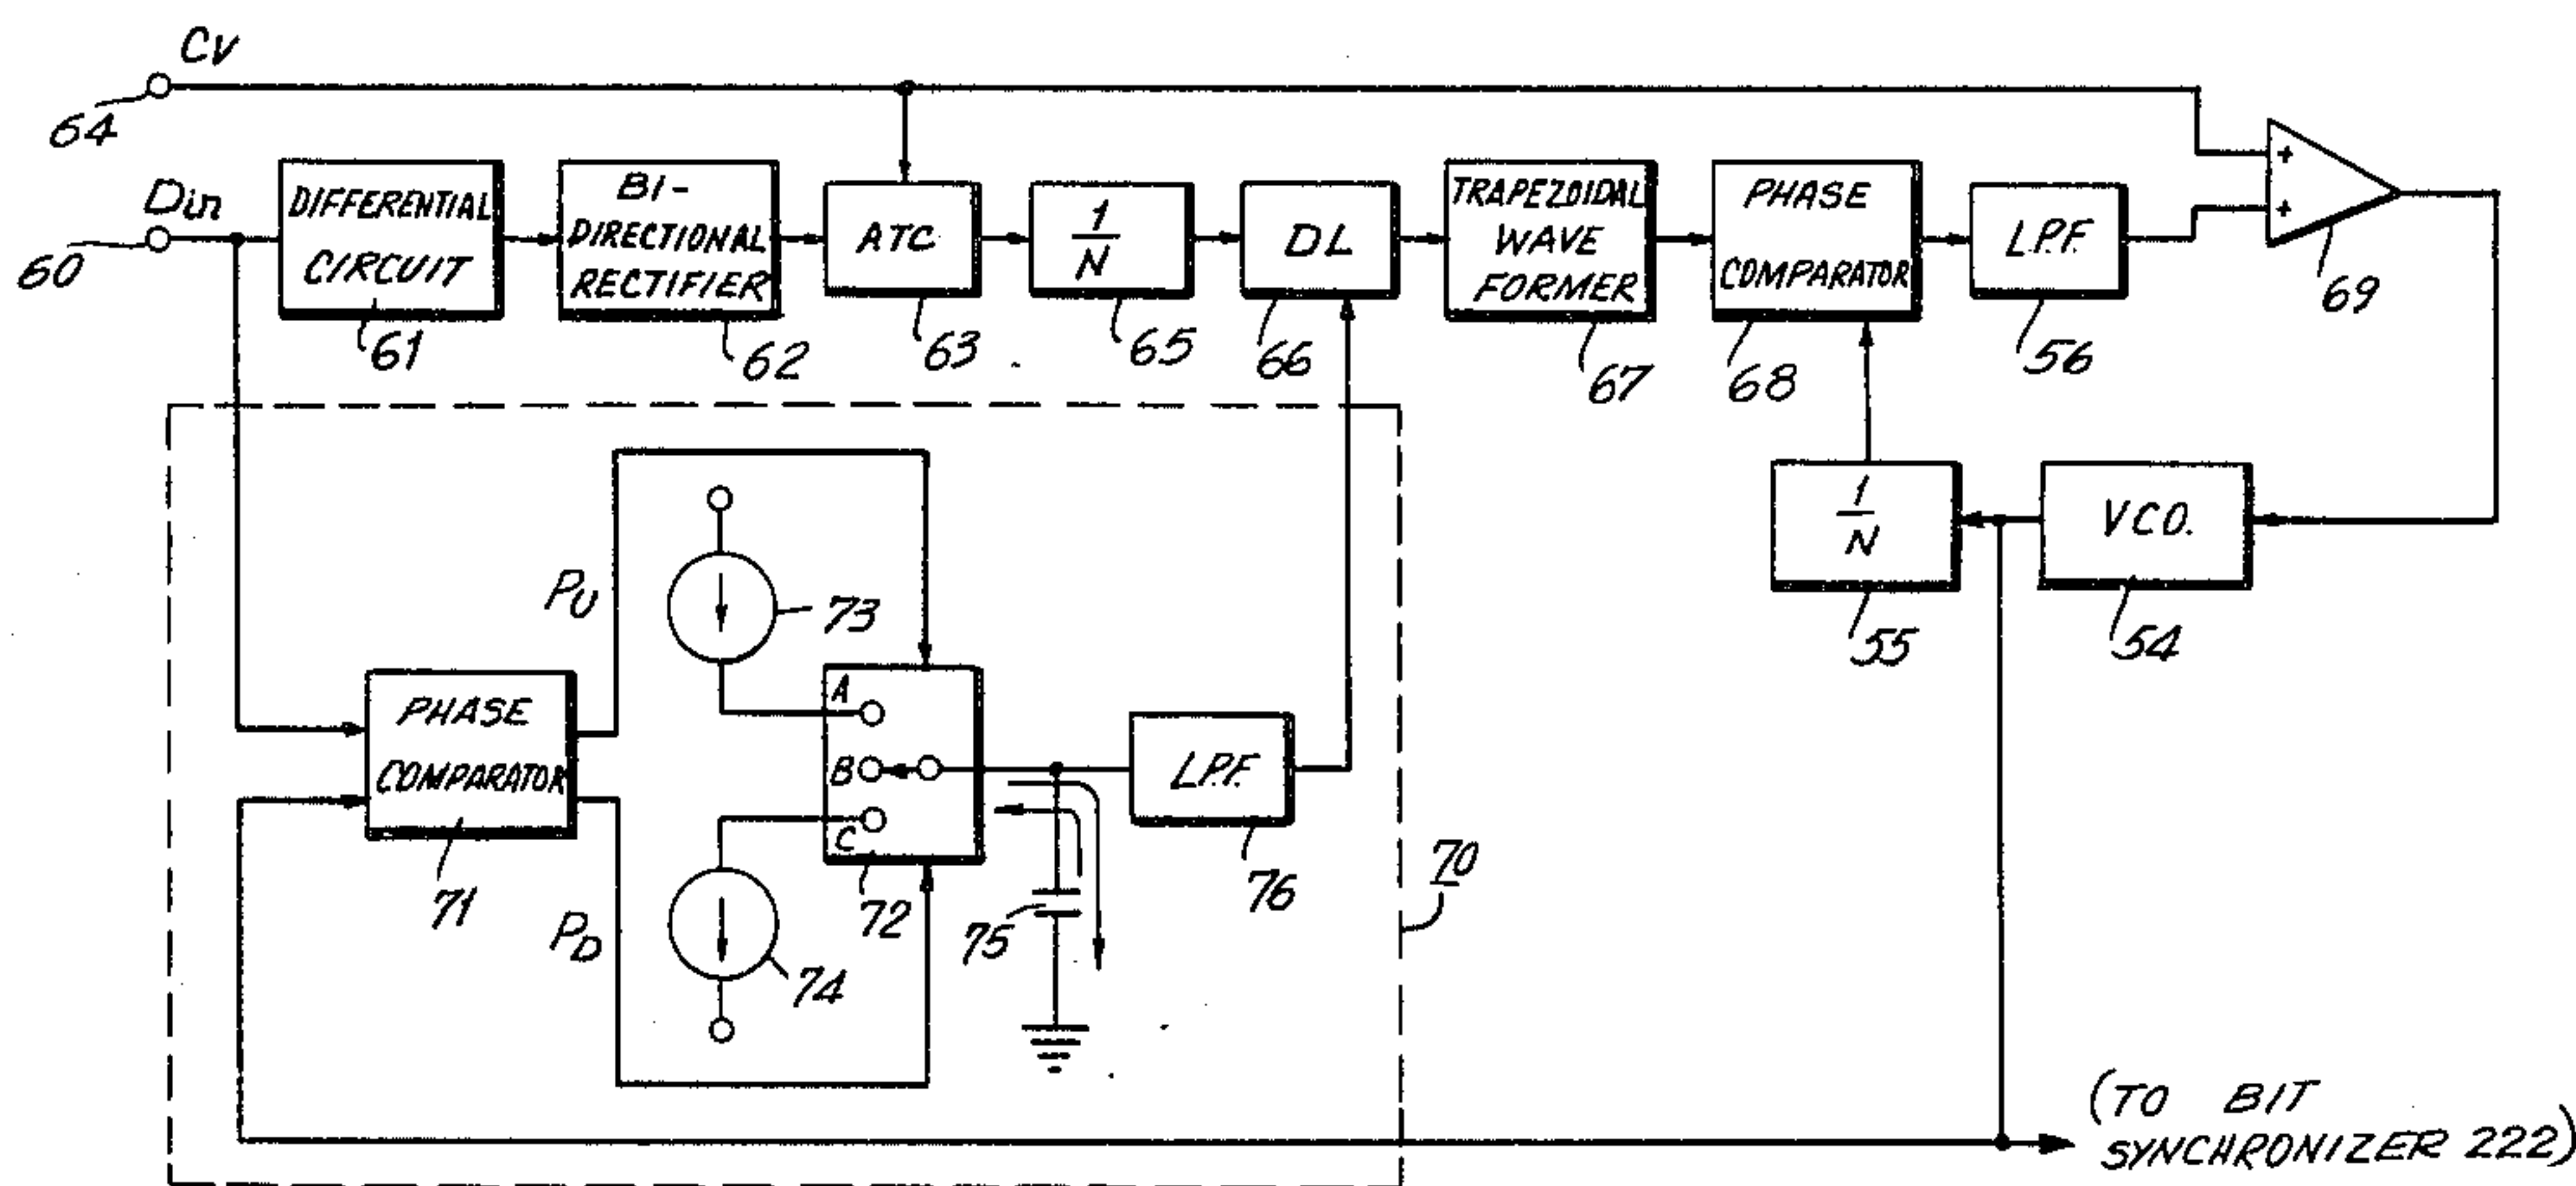 Cv
64
Din
60
DIFFERENTIAL
CIRCUIT
61
BI-
DIRECTIONAL
RECTIFIER
62
ATC
63
1
N
65
DL
66
TRAPEZOIDAL
WAVE
FORMER
67
PHASE
COMPARATOR
68
L.P.F.
56
+
+
69
1
N
55
VCO.
54
PU
73
PHASE
COMPARATOR
71
PD
74
A
B
C
72
75
L.P.F.
76
70
(TO BIT
SYNCHRONIZER 222)